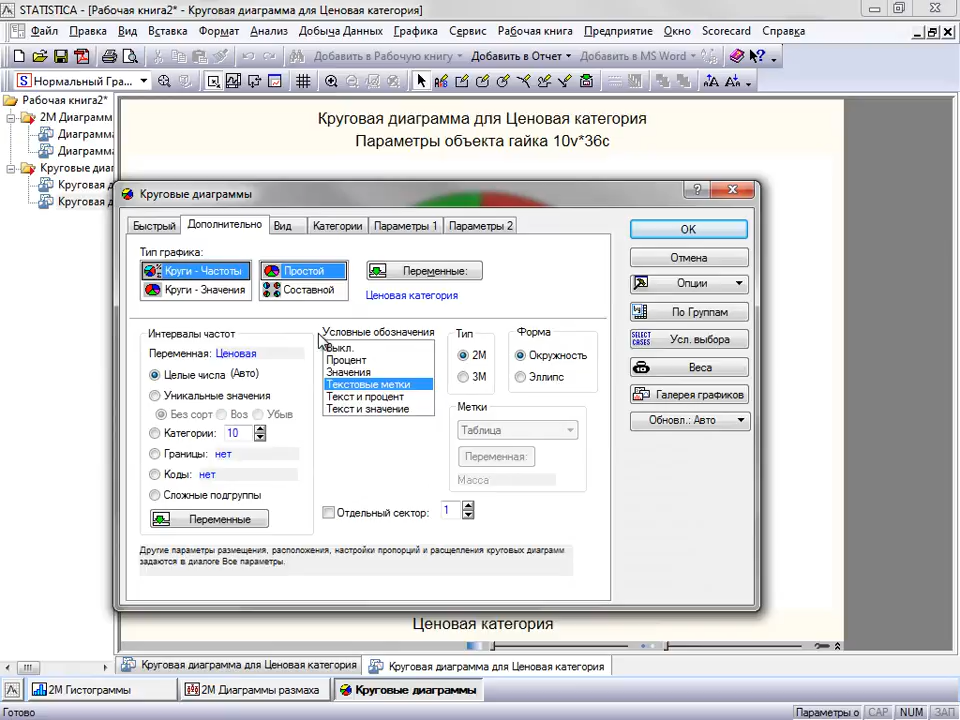 STATISTICA - [Рабочая книга2* - Круговая диаграмма для Ценовая категория]
Файл Правка Вид Вставка Формат Анализ Добыча Данных Графика Сервис Рабочая книга Предприятие Окно Scorecard Справка
Добавить в Рабочую книгу Добавить в Отчет Добавить в MS Word
Нормальный Гра...
Рабочая книга2*
2М Диаграмм
Диаграмма
Диаграмма
Круговые диаг
Круговая д
Круговая д
Круговая диаграмма для Ценовая категория
Параметры объекта гайка 10v*36c
Круговые диаграммы
Быстрый Дополнительно Вид Категории Параметры 1 Параметры 2
Тип графика:
Круги - Частоты Простой Переменные:
Круги - Значения Составной Ценовая категория
Интервалы частот
Переменная: Ценовая
Целые числа (Авто)
Уникальные значения
Без сорт Воз Убыв
Категории: 10
Границы: нет
Коды: нет
Сложные подгруппы
Переменные
Условные обозначения
Выкл.
Процент
Значения
Текстовые метки
Текст и процент
Текст и значение
Тип
2М
3М
Форма
Окружность
Эллипс
Метки
Таблица
Переменная:
Масса
Отдельный сектор: 1
Другие параметры размещения, расположения, настройки пропорций и расщепления круговых диаграмм
задаются в диалоге Все параметры.
OK
Отмена
Опции
По Группам
SELECT CASES Усл. выбора
Веса
Галерея графиков
Обновл.: Авто
Ценовая категория
Круговая диаграмма для Ценовая категория Круговая диаграмма для Ценовая категория
2М Гистограммы 2М Диаграммы размаха Круговые диаграммы
Готово Параметры о CAP NUM ЗАП